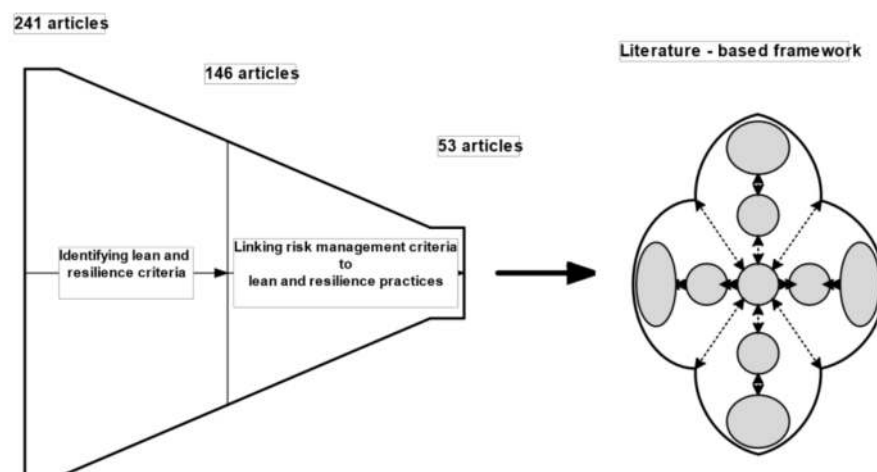 241 articles
146 articles
53 articles
Identifying lean and
resilience criteria
Linking risk management criteria
to
lean and resilience practices
Literature - based framework